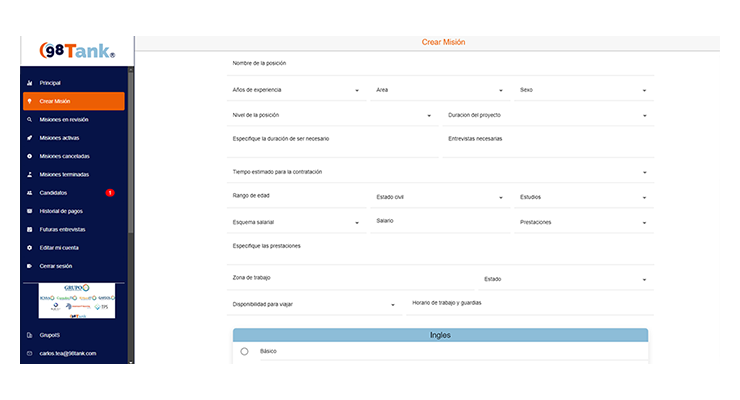 98Tank®
Crear Misión
Principal
Crear Misión
Misiones en revisión
Misiones activas
Misiones canceladas
Misiones terminadas
Candidatos 1
Historial de pagos
Futuras entrevistas
Editar mi cuenta
Cerrar sesión
GRUPO
98Tank
GrupoIS
carlos.tea@98tank.com
Nombre de la posición
Años de experiencia Area Sexo
Nivel de la posición Duracion del proyecto
Especifique la duración de ser necesario Entrevistas necesarias
Tiempo estimado para la contratación
Rango de edad Estado civil Estudios
Esquema salarial Salario Prestaciones
Especifique las prestaciones
Zona de trabajo Estado
Disponibilidad para viajar Horario de trabajo y guardias
Ingles
Básico